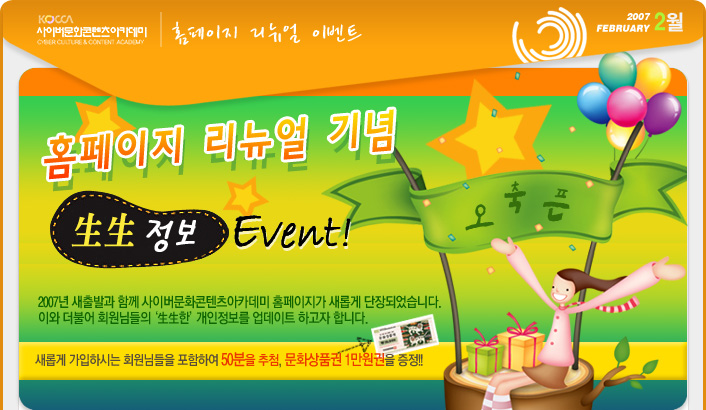 KOCCA
사이버문화콘텐츠아카데미
CYBER CULTURE & CONTENT ACADEMY
홈페이지 리뉴얼 이벤트
2007
FEBRUARY 2월
홈페이지 리뉴얼 기념
生生 정보 Event!
오 축 픈
2007년 새출발과 함께 사이버문화콘텐츠아카데미 홈페이지가 새롭게 단장되었습니다.
이와 더불어 회원님들의 '生生한' 개인정보를 업데이트 하고자 합니다.
새롭게 가입하시는 회원님들을 포함하여 50분을 추첨, 문화상품권 1만원권을 증정!!